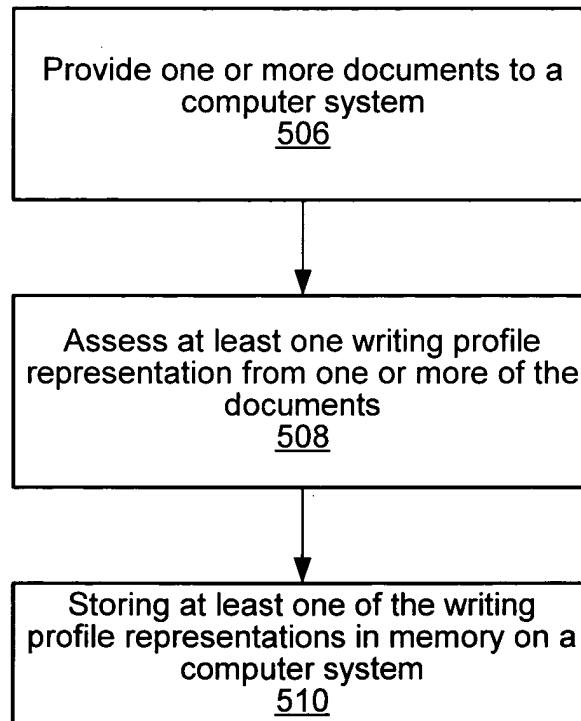 Provide one or more documents to a
computer system
506
Assess at least one writing profile
representation from one or more of the
documents
508
Storing at least one of the writing
profile representations in memory on a
computer system
510